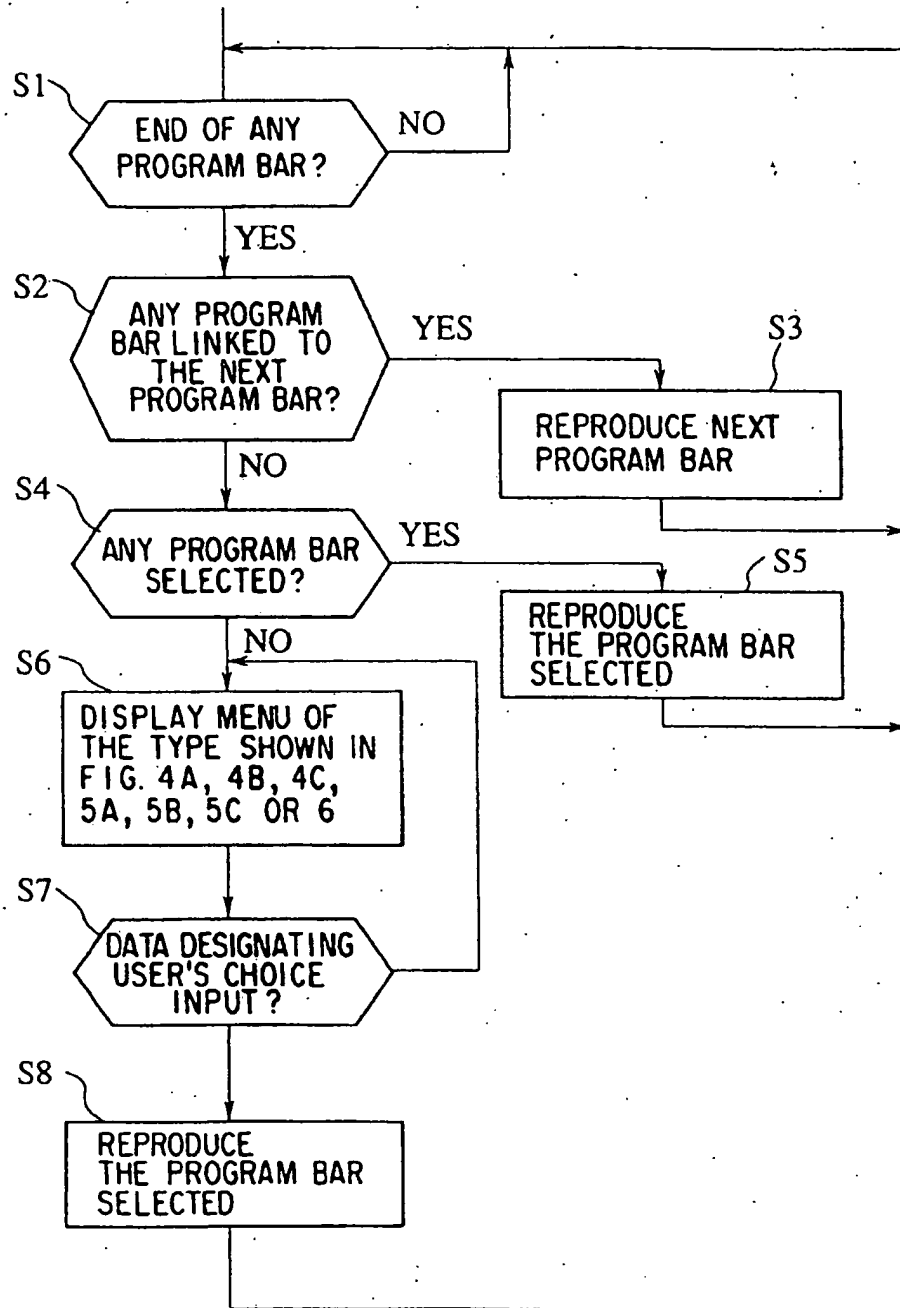 S1
END OF ANY
PROGRAM BAR?
NO
YES
S2
ANY PROGRAM
BAR LINKED TO
THE NEXT
PROGRAM BAR?
YES
S3
REPRODUCE NEXT
PROGRAM BAR
NO
S4
ANY PROGRAM BAR
SELECTED?
YES
S5
REPRODUCE
THE PROGRAM BAR
SELECTED
NO
S6
DISPLAY MENU OF
THE TYPE SHOWN IN
FIG. 4A, 4B, 4C,
5A, 5B, 5C OR 6
S7
DATA DESIGNATING
USER'S CHOICE
INPUT?
S8
REPRODUCE
THE PROGRAM BAR
SELECTED